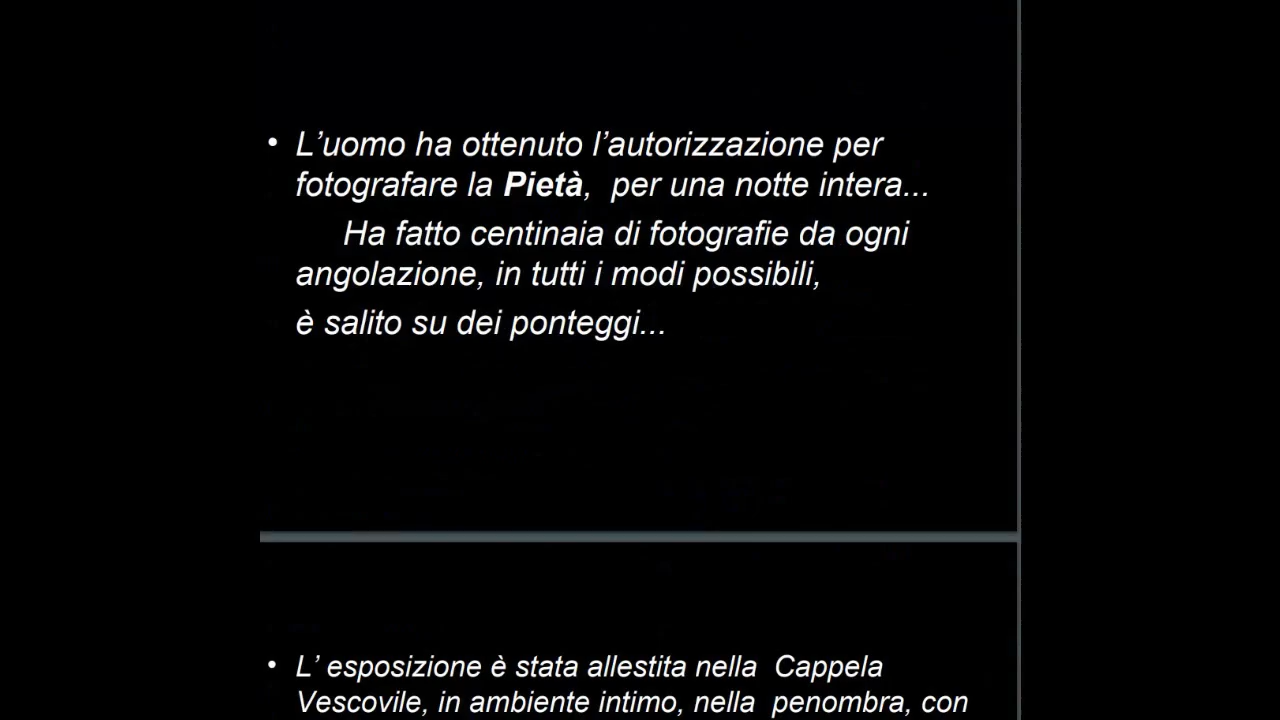 • L’uomo ha ottenuto l’autorizzazione per
fotografare la Pietà, per una notte intera...
Ha fatto centinaia di fotografie da ogni
angolazione, in tutti i modi possibili,
è salito su dei ponteggi...
• L’ esposizione è stata allestita nella Cappela
Vescovile, in ambiente intimo, nella penombra, con